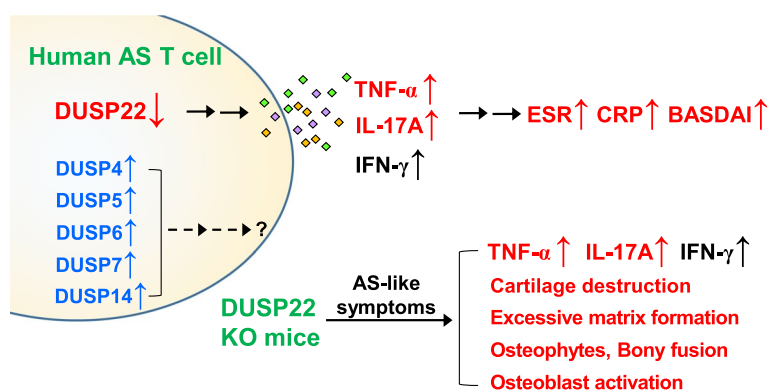 Human AS T cell
DUSP22↓
TNF-α↑
IL-17A↑
IFN-γ↑
ESR↑ CRP↑ BASDAI↑
DUSP4↑
DUSP5↑
DUSP6↑
DUSP7↑
DUSP14↑
?
DUSP22
KO mice
AS-like
symptoms
TNF-α↑ IL-17A↑ IFN-γ↑
Cartilage destruction
Excessive matrix formation
Osteophytes, Bony fusion
Osteoblast activation